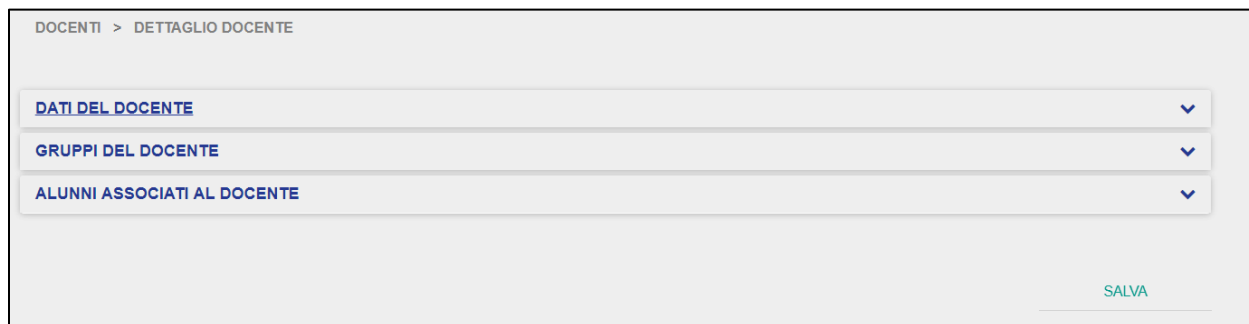 DOCENTI > DETTAGLIO DOCENTE
DATI DEL DOCENTE
GRUPPI DEL DOCENTE
ALUNNI ASSOCIATI AL DOCENTE
SALVA